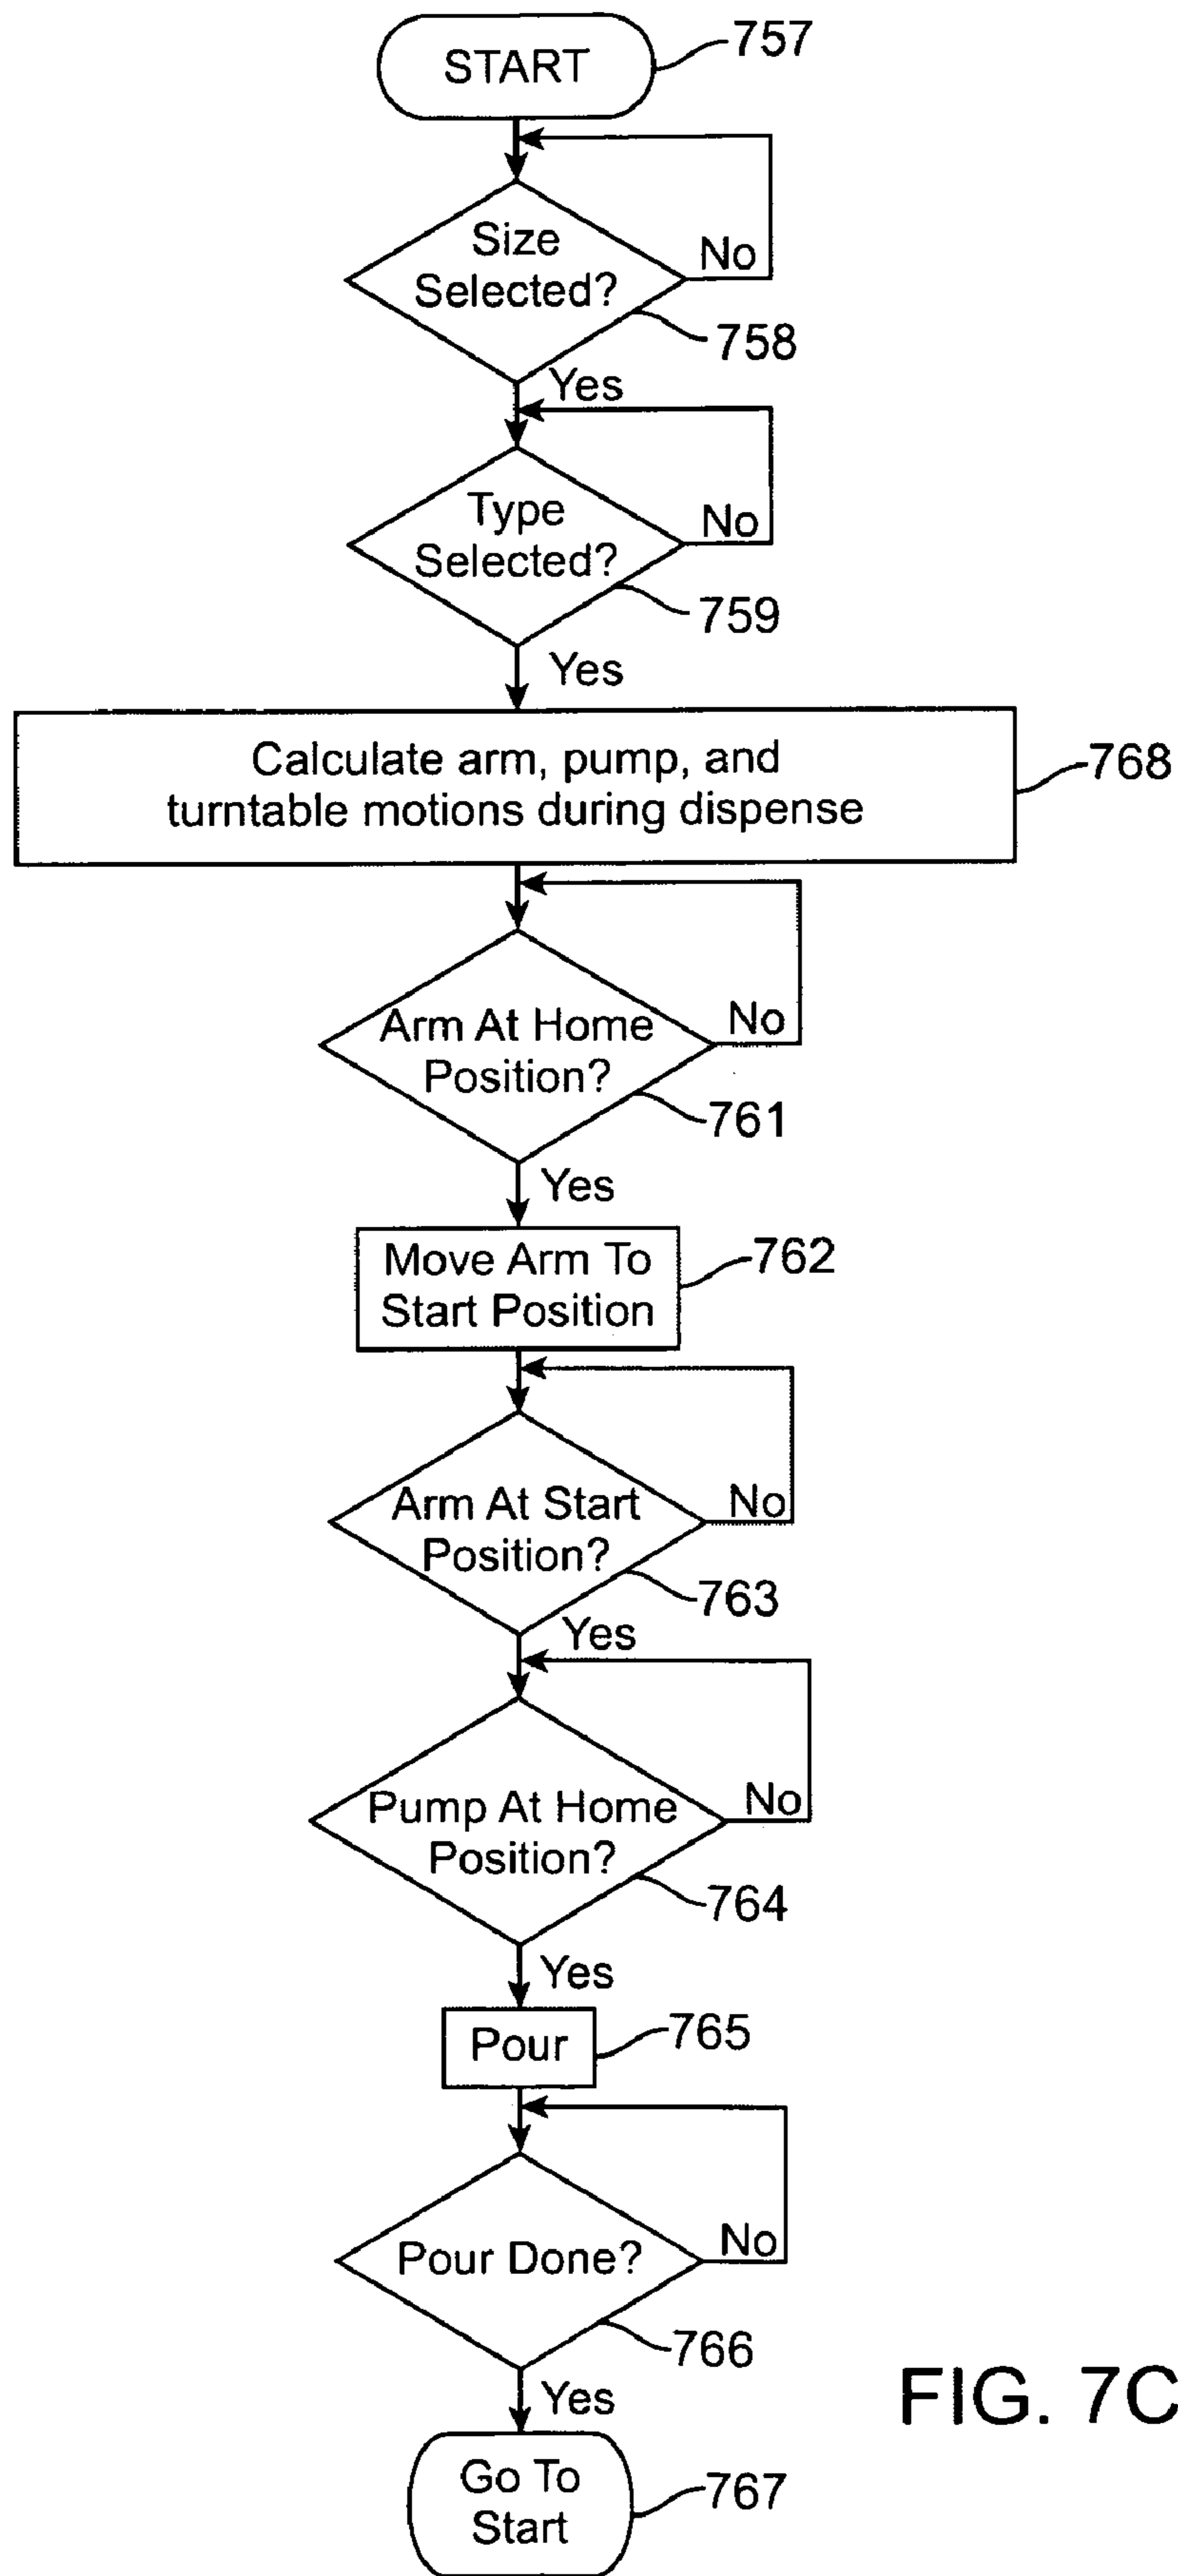 START
757
Size
Selected?
No
758
Yes
Type
Selected?
No
759
Yes
Calculate arm, pump, and
turntable motions during dispense
768
Arm At Home
Position?
No
761
Yes
Move Arm To
Start Position
762
Arm At Start
Position?
No
763
Yes
Pump At Home
Position?
No
764
Yes
Pour
765
Pour Done?
No
766
Yes
Go To
Start
767
FIG. 7C